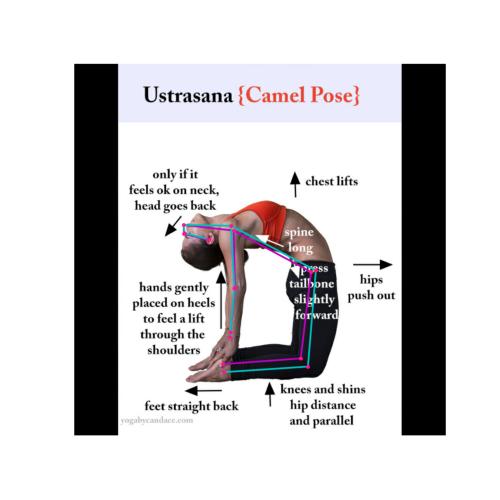 Ustrasana {Camel Pose}
only if it
feels ok on neck,
head goes back
chest lifts
spine
long
press
tailbone
slightly
forward
hips
push out
hands gently
placed on heels
to feel a lift
through the
shoulders
feet straight back
knees and shins
hip distance
and parallel
yogabycandace.com